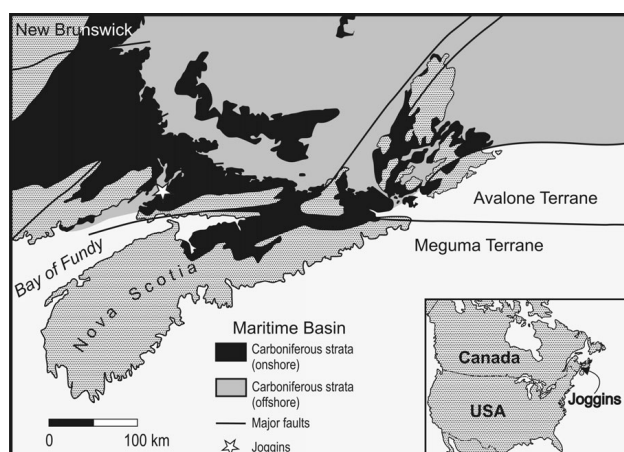 New Brunswick
Avalone Terrane
Meguma Terrane
Bay of Fundy
Nova Scotia
Maritime Basin
Carboniferous strata
(onshore)
Carboniferous strata
(offshore)
Major faults
Joggins
0 100 km
Canada
USA
Joggins